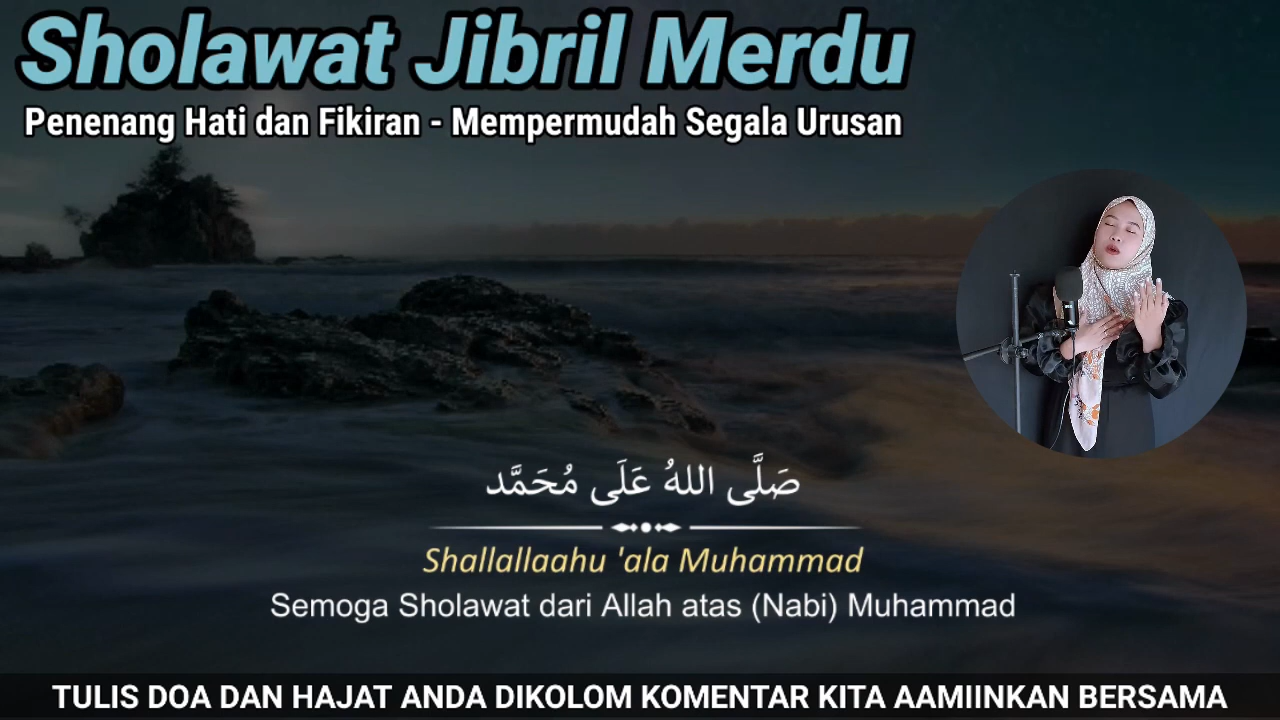 Sholawat Jibril Merdu
Penenang Hati dan Fikiran - Mempermudah Segala Urusan
صَلَّى اللهُ عَلَى مُحَمَّد
Shallallaahu 'ala Muhammad
Semoga Sholawat dari Allah atas (Nabi) Muhammad
TULIS DOA DAN HAJAT ANDA DIKOLOM KOMENTAR KITA AAMIINKAN BERSAMA